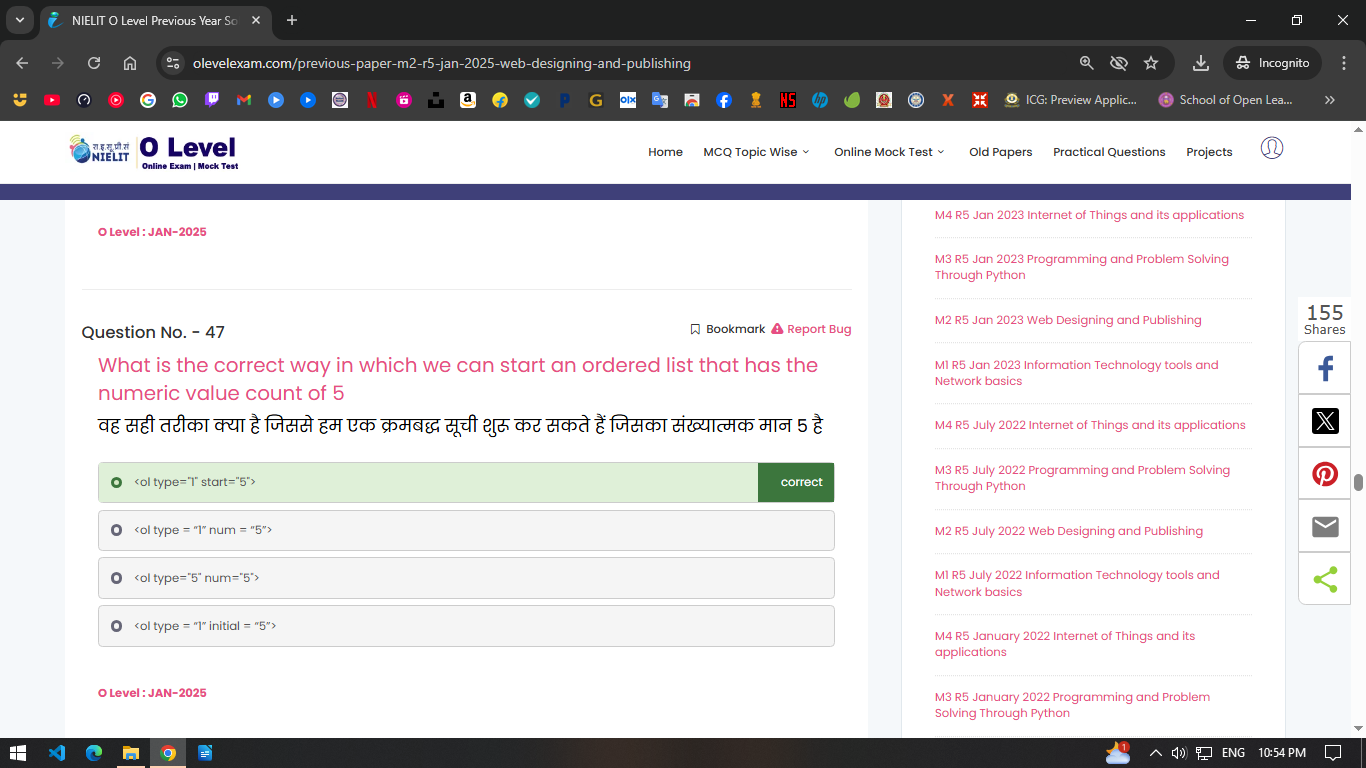 NIELIT O Level Previous Year So
olevelexam.com/previous-paper-m2-r5-jan-2025-web-designing-and-publishing
Incognito
ICG: Preview Applic...
School of Open Lea...
NIELIT
O Level
Online Exam | Mock Test
Home
MCQ Topic Wise
Online Mock Test
Old Papers
Practical Questions
Projects
O Level : JAN-2025
Question No. - 47
Bookmark
Report Bug
What is the correct way in which we can start an ordered list that has the
numeric value count of 5
वह सही तरीका क्या है जिससे हम एक क्रमबद्ध सूची शुरू कर सकते हैं जिसका संख्यात्मक मान 5 है
<ol type="1" start="5">
correct
<ol type = “1” num = “5”>
<ol type="5" num="5">
<ol type = “1” initial = “5”>
O Level : JAN-2025
M4 R5 Jan 2023 Internet of Things and its applications
M3 R5 Jan 2023 Programming and Problem Solving
Through Python
M2 R5 Jan 2023 Web Designing and Publishing
M1 R5 Jan 2023 Information Technology tools and
Network basics
M4 R5 July 2022 Internet of Things and its applications
M3 R5 July 2022 Programming and Problem Solving
Through Python
M2 R5 July 2022 Web Designing and Publishing
M1 R5 July 2022 Information Technology tools and
Network basics
M4 R5 January 2022 Internet of Things and its
applications
M3 R5 January 2022 Programming and Problem
Solving Through Python
155
Shares
1
ENG
10:54 PM